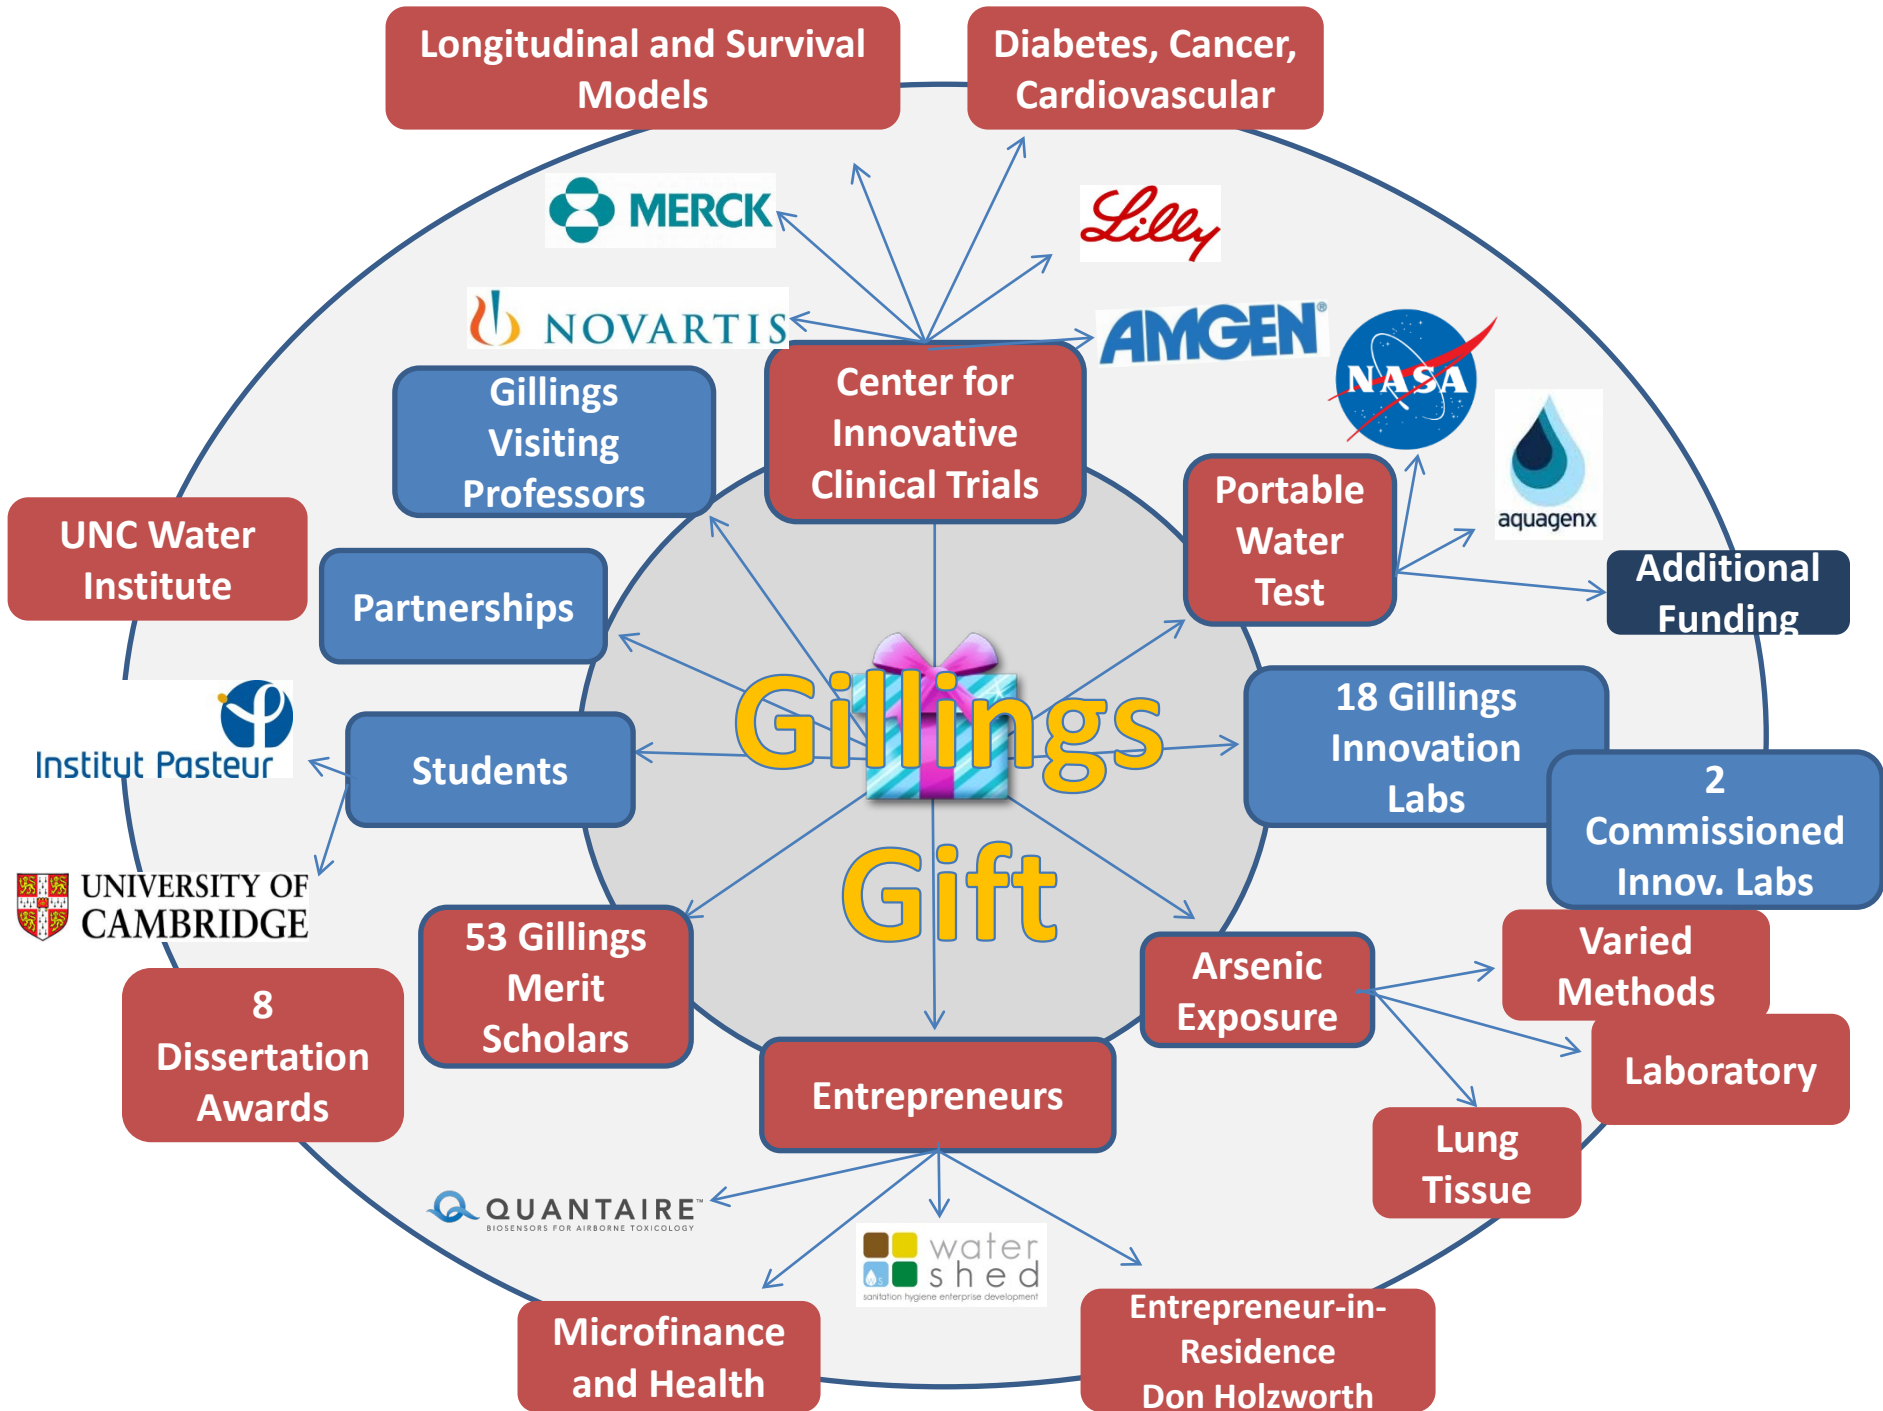 Longitudinal and Survival
Models
Diabetes, Cancer,
Cardiovascular
MERCK
Lilly
NOVARTIS
AMGEN®
NASA
aquagenx
Gillings
Visiting
Professors
Center for
Innovative
Clinical Trials
Portable
Water
Test
UNC Water
Institute
Partnerships
Additional
Funding
Gillings
Gift
18 Gillings
Innovation
Labs
2
Commissioned
Innov. Labs
Institut Pasteur
Students
UNIVERSITY OF
CAMBRIDGE
53 Gillings
Merit
Scholars
Arsenic
Exposure
Varied
Methods
Laboratory
Lung
Tissue
8
Dissertation
Awards
Entrepreneurs
QUANTAIRE™
BIOSENSORS FOR AIRBORNE TOXICOLOGY
water
shed
sanitation hygiene enterprise development
Microfinance
and Health
Entrepreneur-in-
Residence
Don Holzworth